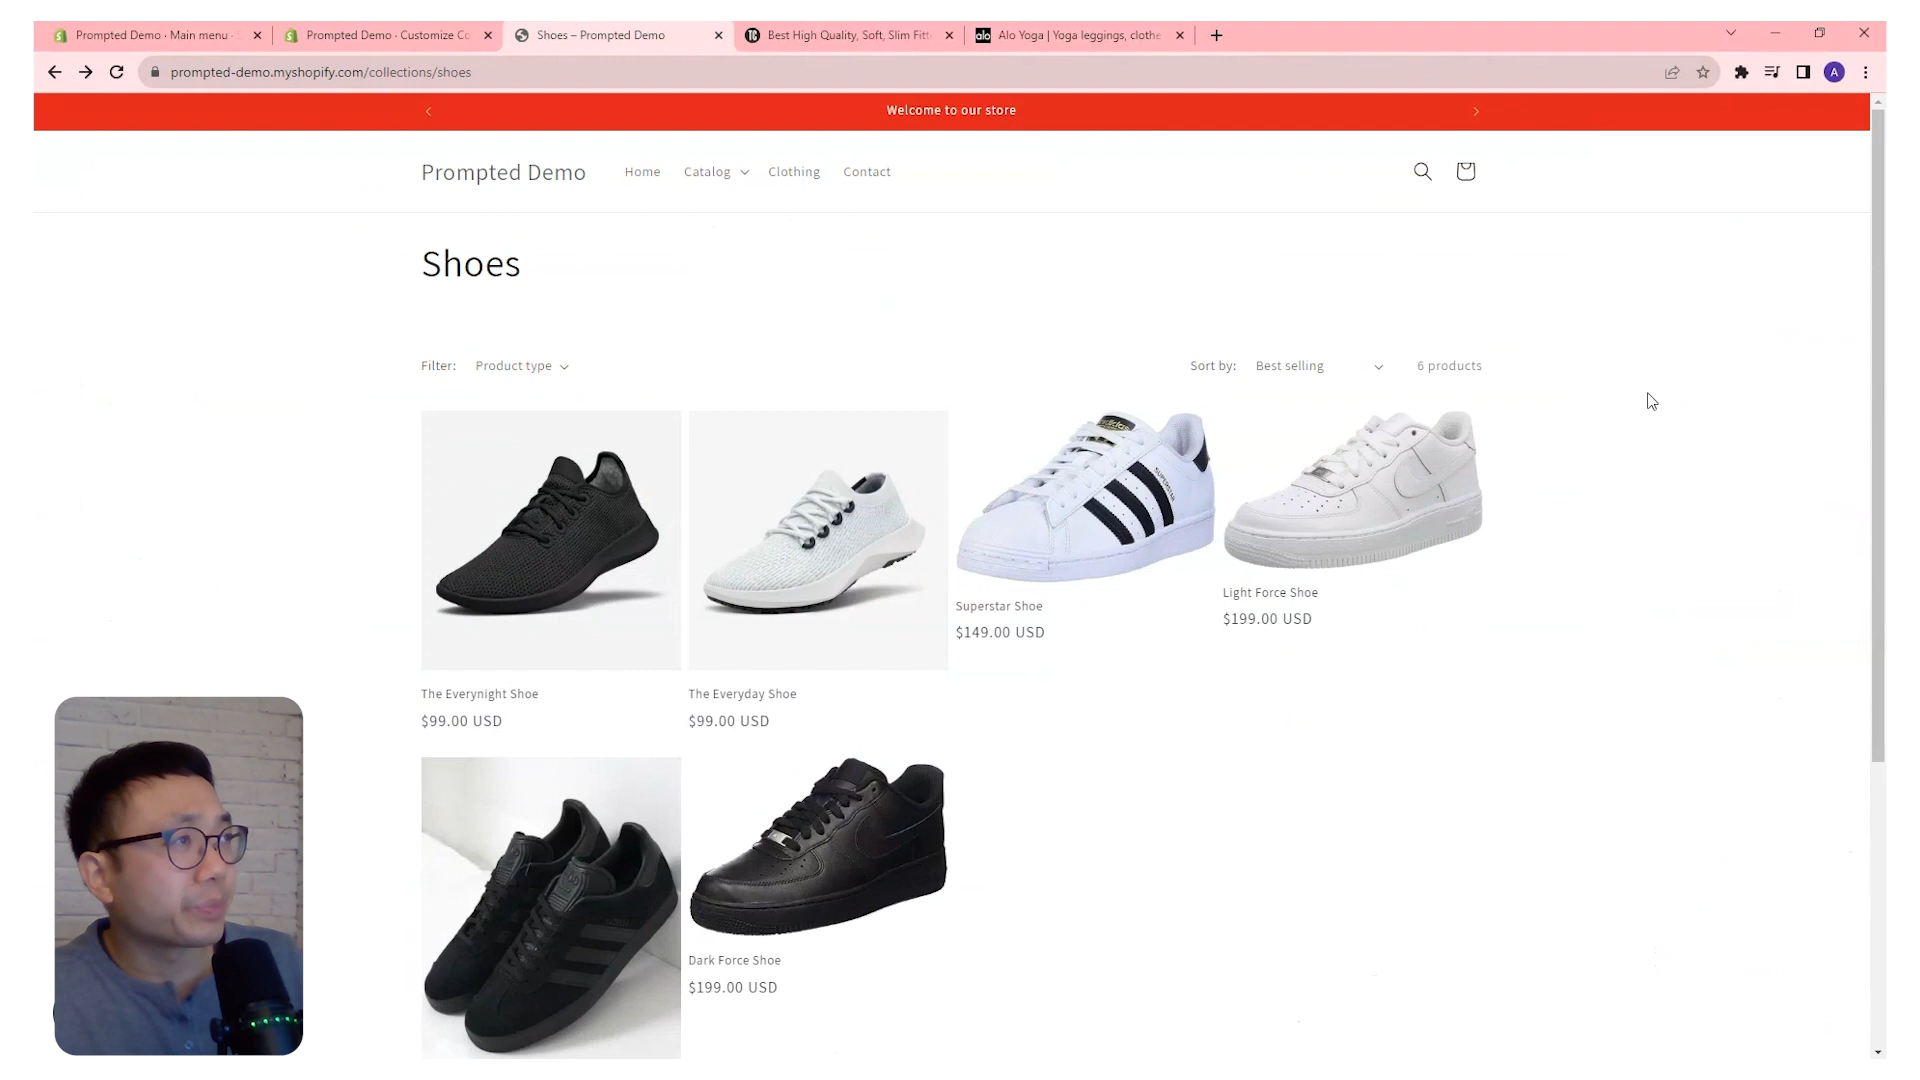 Prompted Demo · Main menu ·
Prompted Demo · Customize Co
Shoes – Prompted Demo
Best High Quality, Soft, Slim Fitt
Alo Yoga | Yoga leggings, clothe
prompted-demo.myshopify.com/collections/shoes
A
Welcome to our store
Prompted Demo
Home
Catalog
Clothing
Contact
Shoes
Filter:
Product type
Sort by:
Best selling
6 products
adidas
SUPERSTAR
The Everynight Shoe
$99.00 USD
The Everyday Shoe
$99.00 USD
Superstar Shoe
$149.00 USD
Light Force Shoe
$199.00 USD
Dark Force Shoe
$199.00 USD